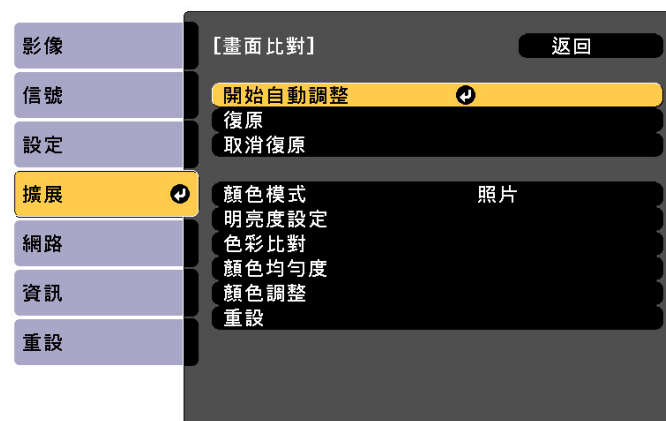 影像
信號
設定
擴展
網路
資訊
重設
[畫面比對]
返回
開始自動調整
復原
取消復原
顏色模式 照片
明亮度設定
色彩比對
顏色均勻度
顏色調整
重設